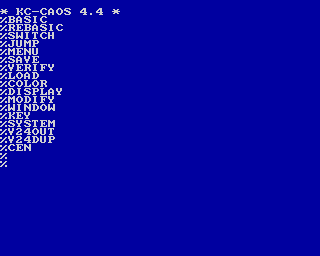 * KC-CAOS 4.4 *
%BASIC
%REBASIC
%SWITCH
%JUMP
%MENU
%SAVE
%VERIFY
%LOAD
%COLOR
%DISPLAY
%MODIFY
%WINDOW
%KEY
%SYSTEM
%V24OUT
%V24DUP
%CEN
%
%